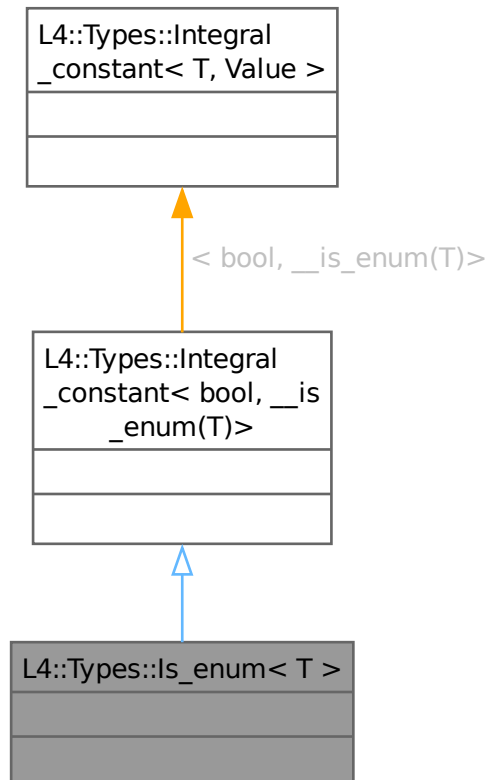 L4::Types::Integral
_constant< T, Value >
< bool, __is_enum(T)>
L4::Types::Integral
_constant< bool, __is
_enum(T)>
L4::Types::Is_enum< T >